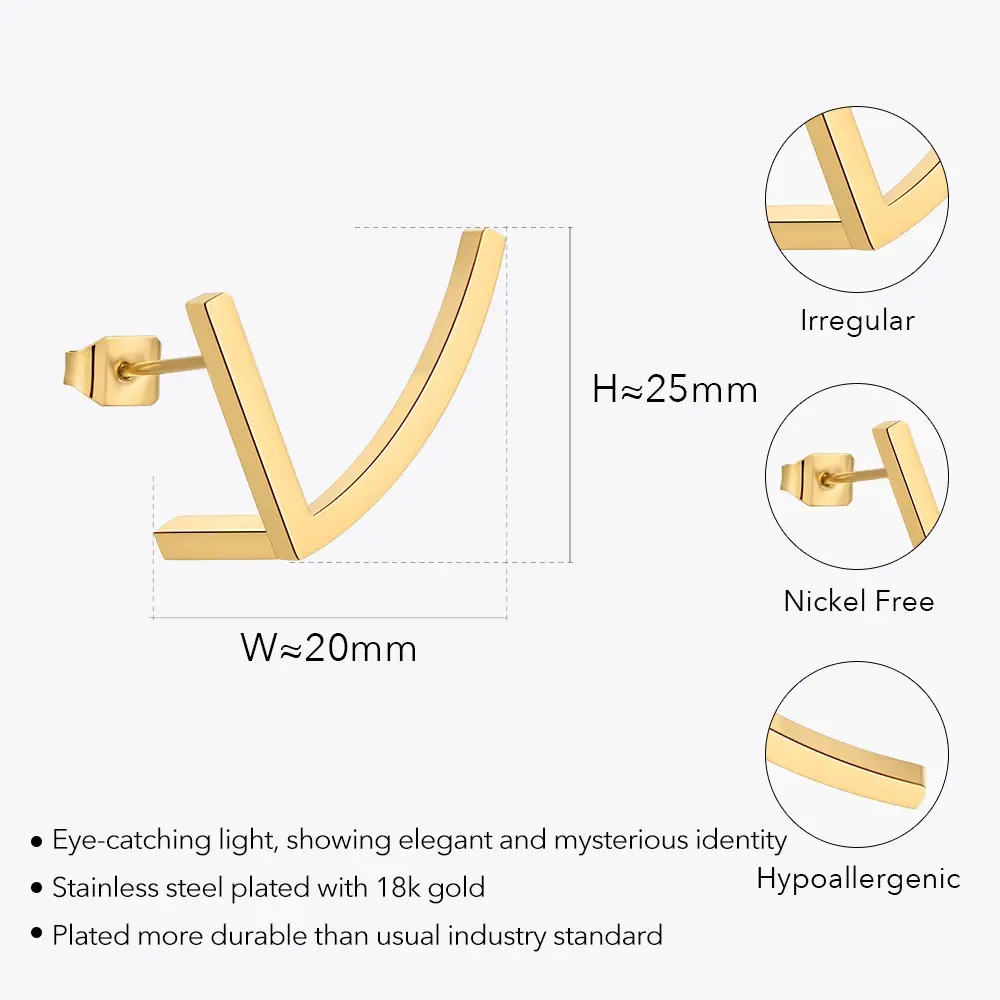 Irregular
H≈25mm
Nickel Free
W≈20mm
• Eye-catching light, showing elegant and mysterious identity
Hypoallergenic
• Stainless steel plated with 18k gold
• Plated more durable than usual industry standard